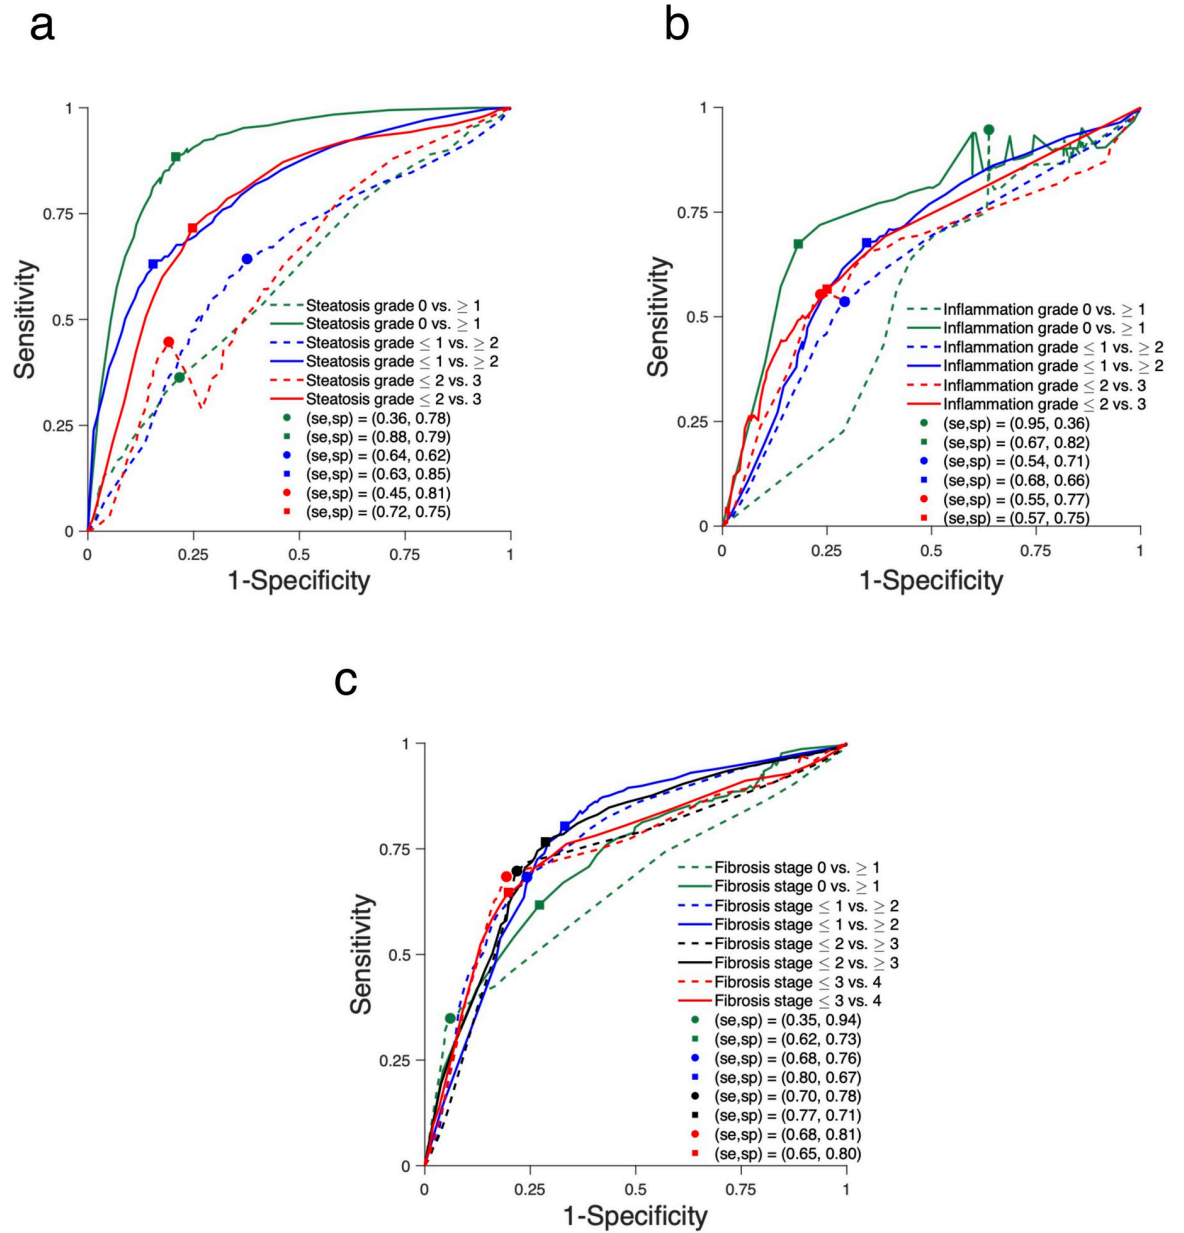 a
1
0.75
0.5
0.25
0
Sensitivity
Steatosis grade 0 vs. ≥ 1
Steatosis grade 0 vs. ≥ 1
Steatosis grade ≤ 1 vs. ≥ 2
Steatosis grade ≤ 1 vs. ≥ 2
Steatosis grade ≤ 2 vs. 3
Steatosis grade ≤ 2 vs. 3
(se,sp) = (0.36, 0.78)
(se,sp) = (0.88, 0.79)
(se,sp) = (0.64, 0.62)
(se,sp) = (0.63, 0.85)
(se,sp) = (0.45, 0.81)
(se,sp) = (0.72, 0.75)
0 0.25 0.5 0.75 1
1-Specificity
b
1
0.75
0.5
0.25
0
Sensitivity
Inflammation grade 0 vs. ≥ 1
Inflammation grade 0 vs. ≥ 1
Inflammation grade ≤ 1 vs. ≥ 2
Inflammation grade ≤ 1 vs. ≥ 2
Inflammation grade ≤ 2 vs. 3
Inflammation grade ≤ 2 vs. 3
(se,sp) = (0.95, 0.36)
(se,sp) = (0.67, 0.82)
(se,sp) = (0.54, 0.71)
(se,sp) = (0.68, 0.66)
(se,sp) = (0.55, 0.77)
(se,sp) = (0.57, 0.75)
0 0.25 0.5 0.75 1
1-Specificity
c
1
0.75
0.5
0.25
0
Sensitivity
Fibrosis stage 0 vs. ≥ 1
Fibrosis stage 0 vs. ≥ 1
Fibrosis stage ≤ 1 vs. ≥ 2
Fibrosis stage ≤ 1 vs. ≥ 2
Fibrosis stage ≤ 2 vs. ≥ 3
Fibrosis stage ≤ 2 vs. ≥ 3
Fibrosis stage ≤ 3 vs. 4
Fibrosis stage ≤ 3 vs. 4
(se,sp) = (0.35, 0.94)
(se,sp) = (0.62, 0.73)
(se,sp) = (0.68, 0.76)
(se,sp) = (0.80, 0.67)
(se,sp) = (0.70, 0.78)
(se,sp) = (0.77, 0.71)
(se,sp) = (0.68, 0.81)
(se,sp) = (0.65, 0.80)
0 0.25 0.5 0.75 1
1-Specificity